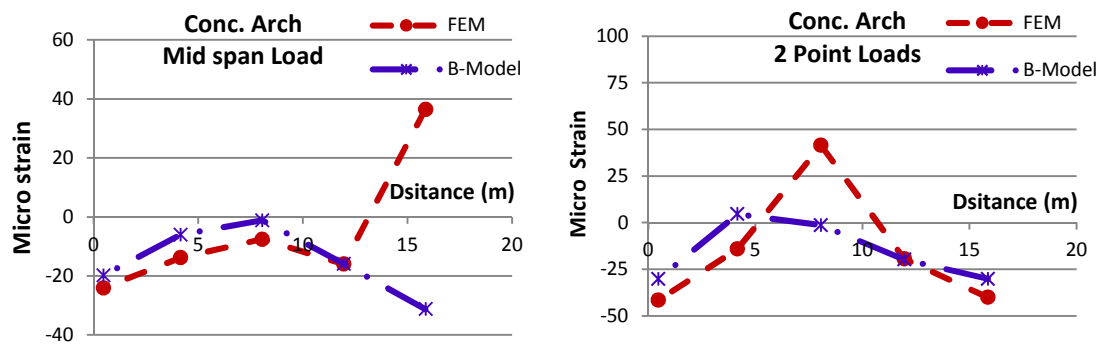 Conc. Arch
Mid span Load
FEM
B-Model
Micro strain
60
40
20
0
-20
-40
0
5
10
15
20
Dsitance (m)
Conc. Arch
2 Point Loads
FEM
B-Model
Micro Strain
100
75
50
25
0
-25
-50
0
5
10
15
20
Dsitance (m)